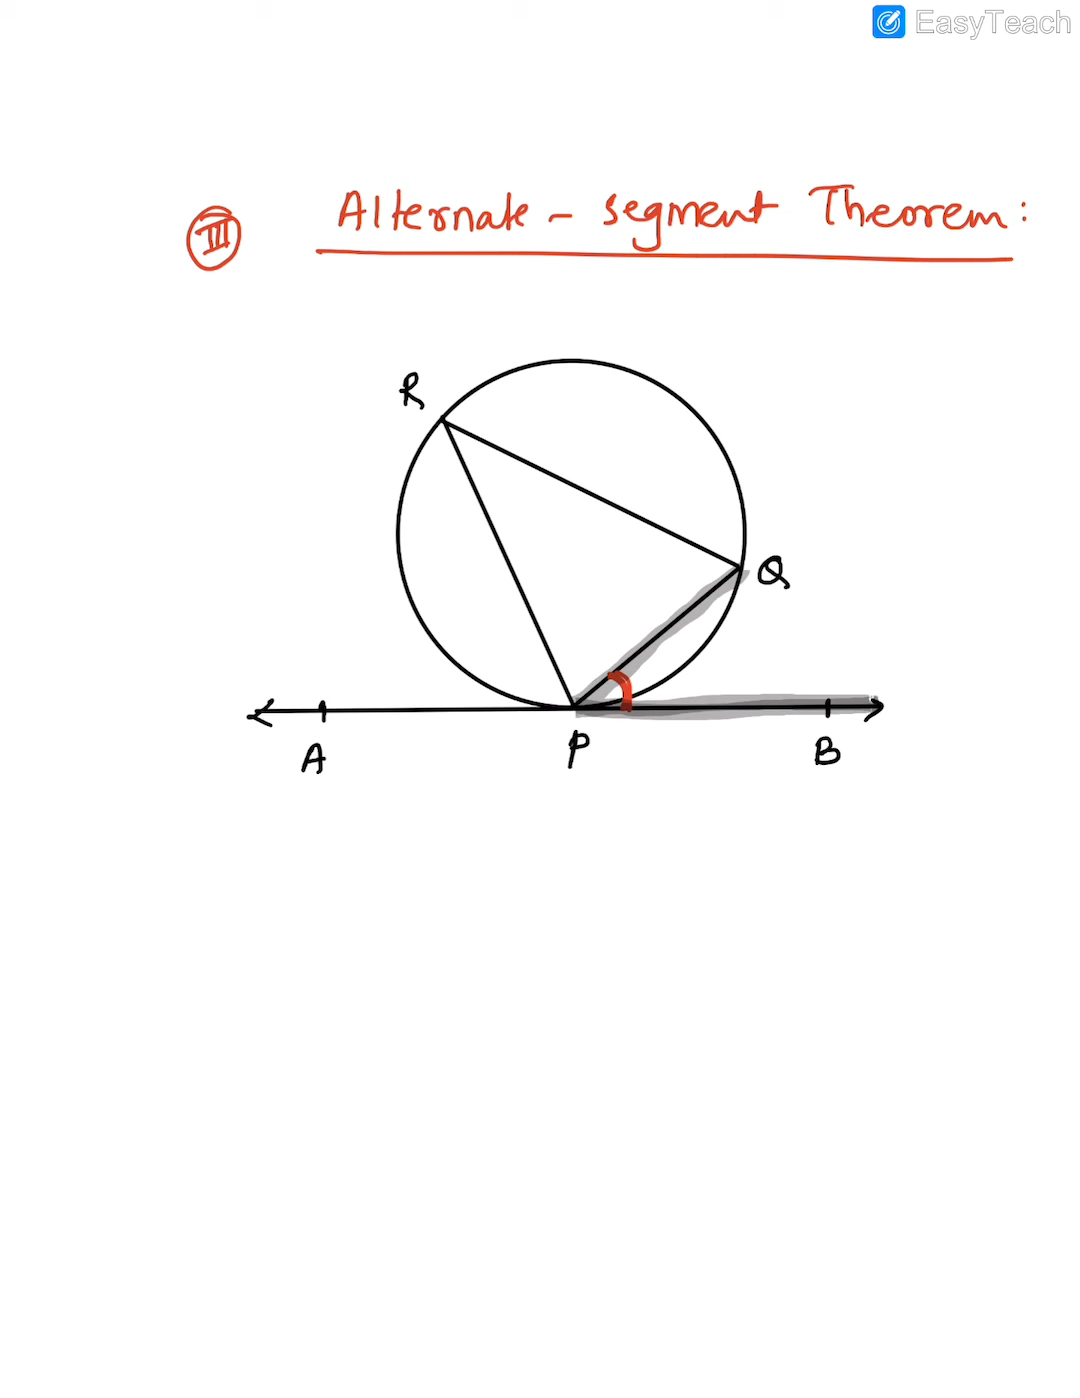 EasyTeach
III Alternate - segment Theorem:
R
Q
A P B